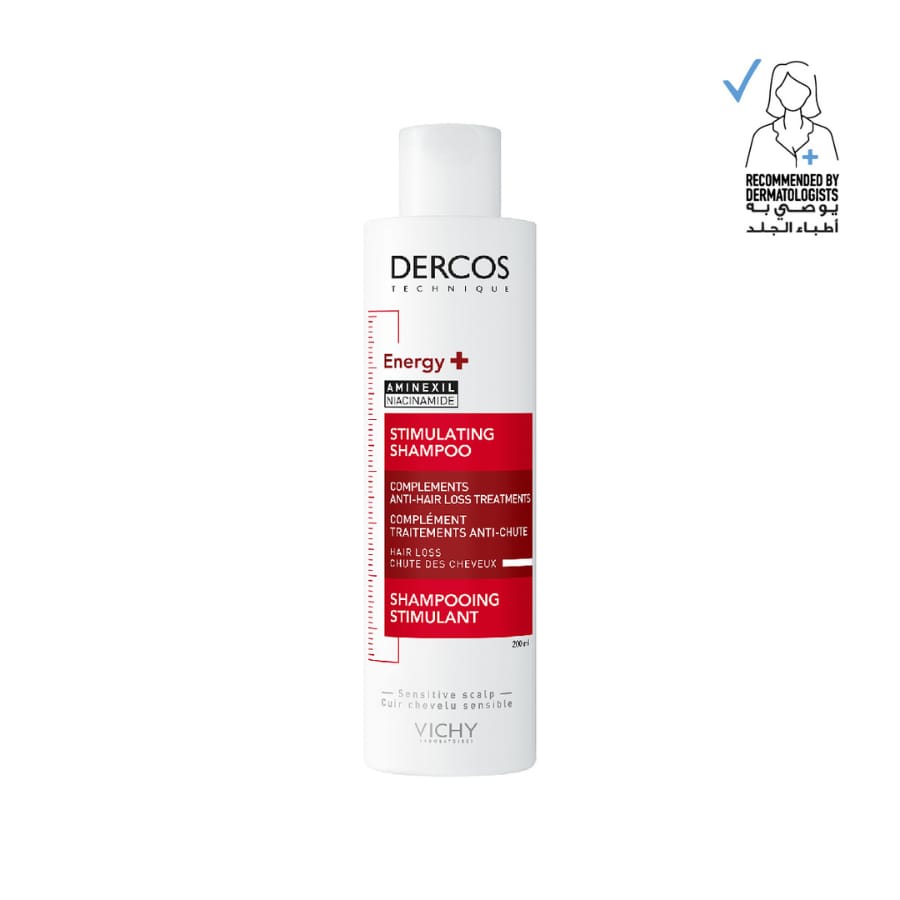 RECOMMENDED BY
DERMATOLOGISTS
يوصي به
أطباء الجلد
DERCOS
TECHNIQUE
Energy +
AMINEXIL
NIACINAMIDE
STIMULATING
SHAMPOO
COMPLEMENTS
ANTI-HAIR LOSS TREATMENTS
COMPLÉMENT
TRAITEMENTS ANTI-CHUTE
HAIR LOSS
CHUTE DES CHEVEUX
SHAMPOOING
STIMULANT
200 ml
Sensitive scalp
Cuir chevelu sensible
VICHY
LABORATOIRES